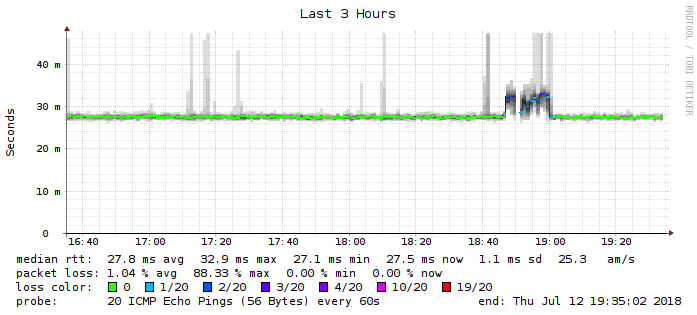 Last 3 Hours
RRDTOOL / TOBI OETIKER
Seconds
40 m
30 m
20 m
10 m
0
16:40 17:00 17:20 17:40 18:00 18:20 18:40 19:00 19:20
median rtt: 27.8 ms avg 32.9 ms max 27.1 ms min 27.5 ms now 1.1 ms sd 25.3 am/s
packet loss: 1.04 % avg 88.33 % max 0.00 % min 0.00 % now
loss color: 0 1/20 2/20 3/20 4/20 10/20 19/20
probe: 20 ICMP Echo Pings (56 Bytes) every 60s end: Thu Jul 12 19:35:02 2018